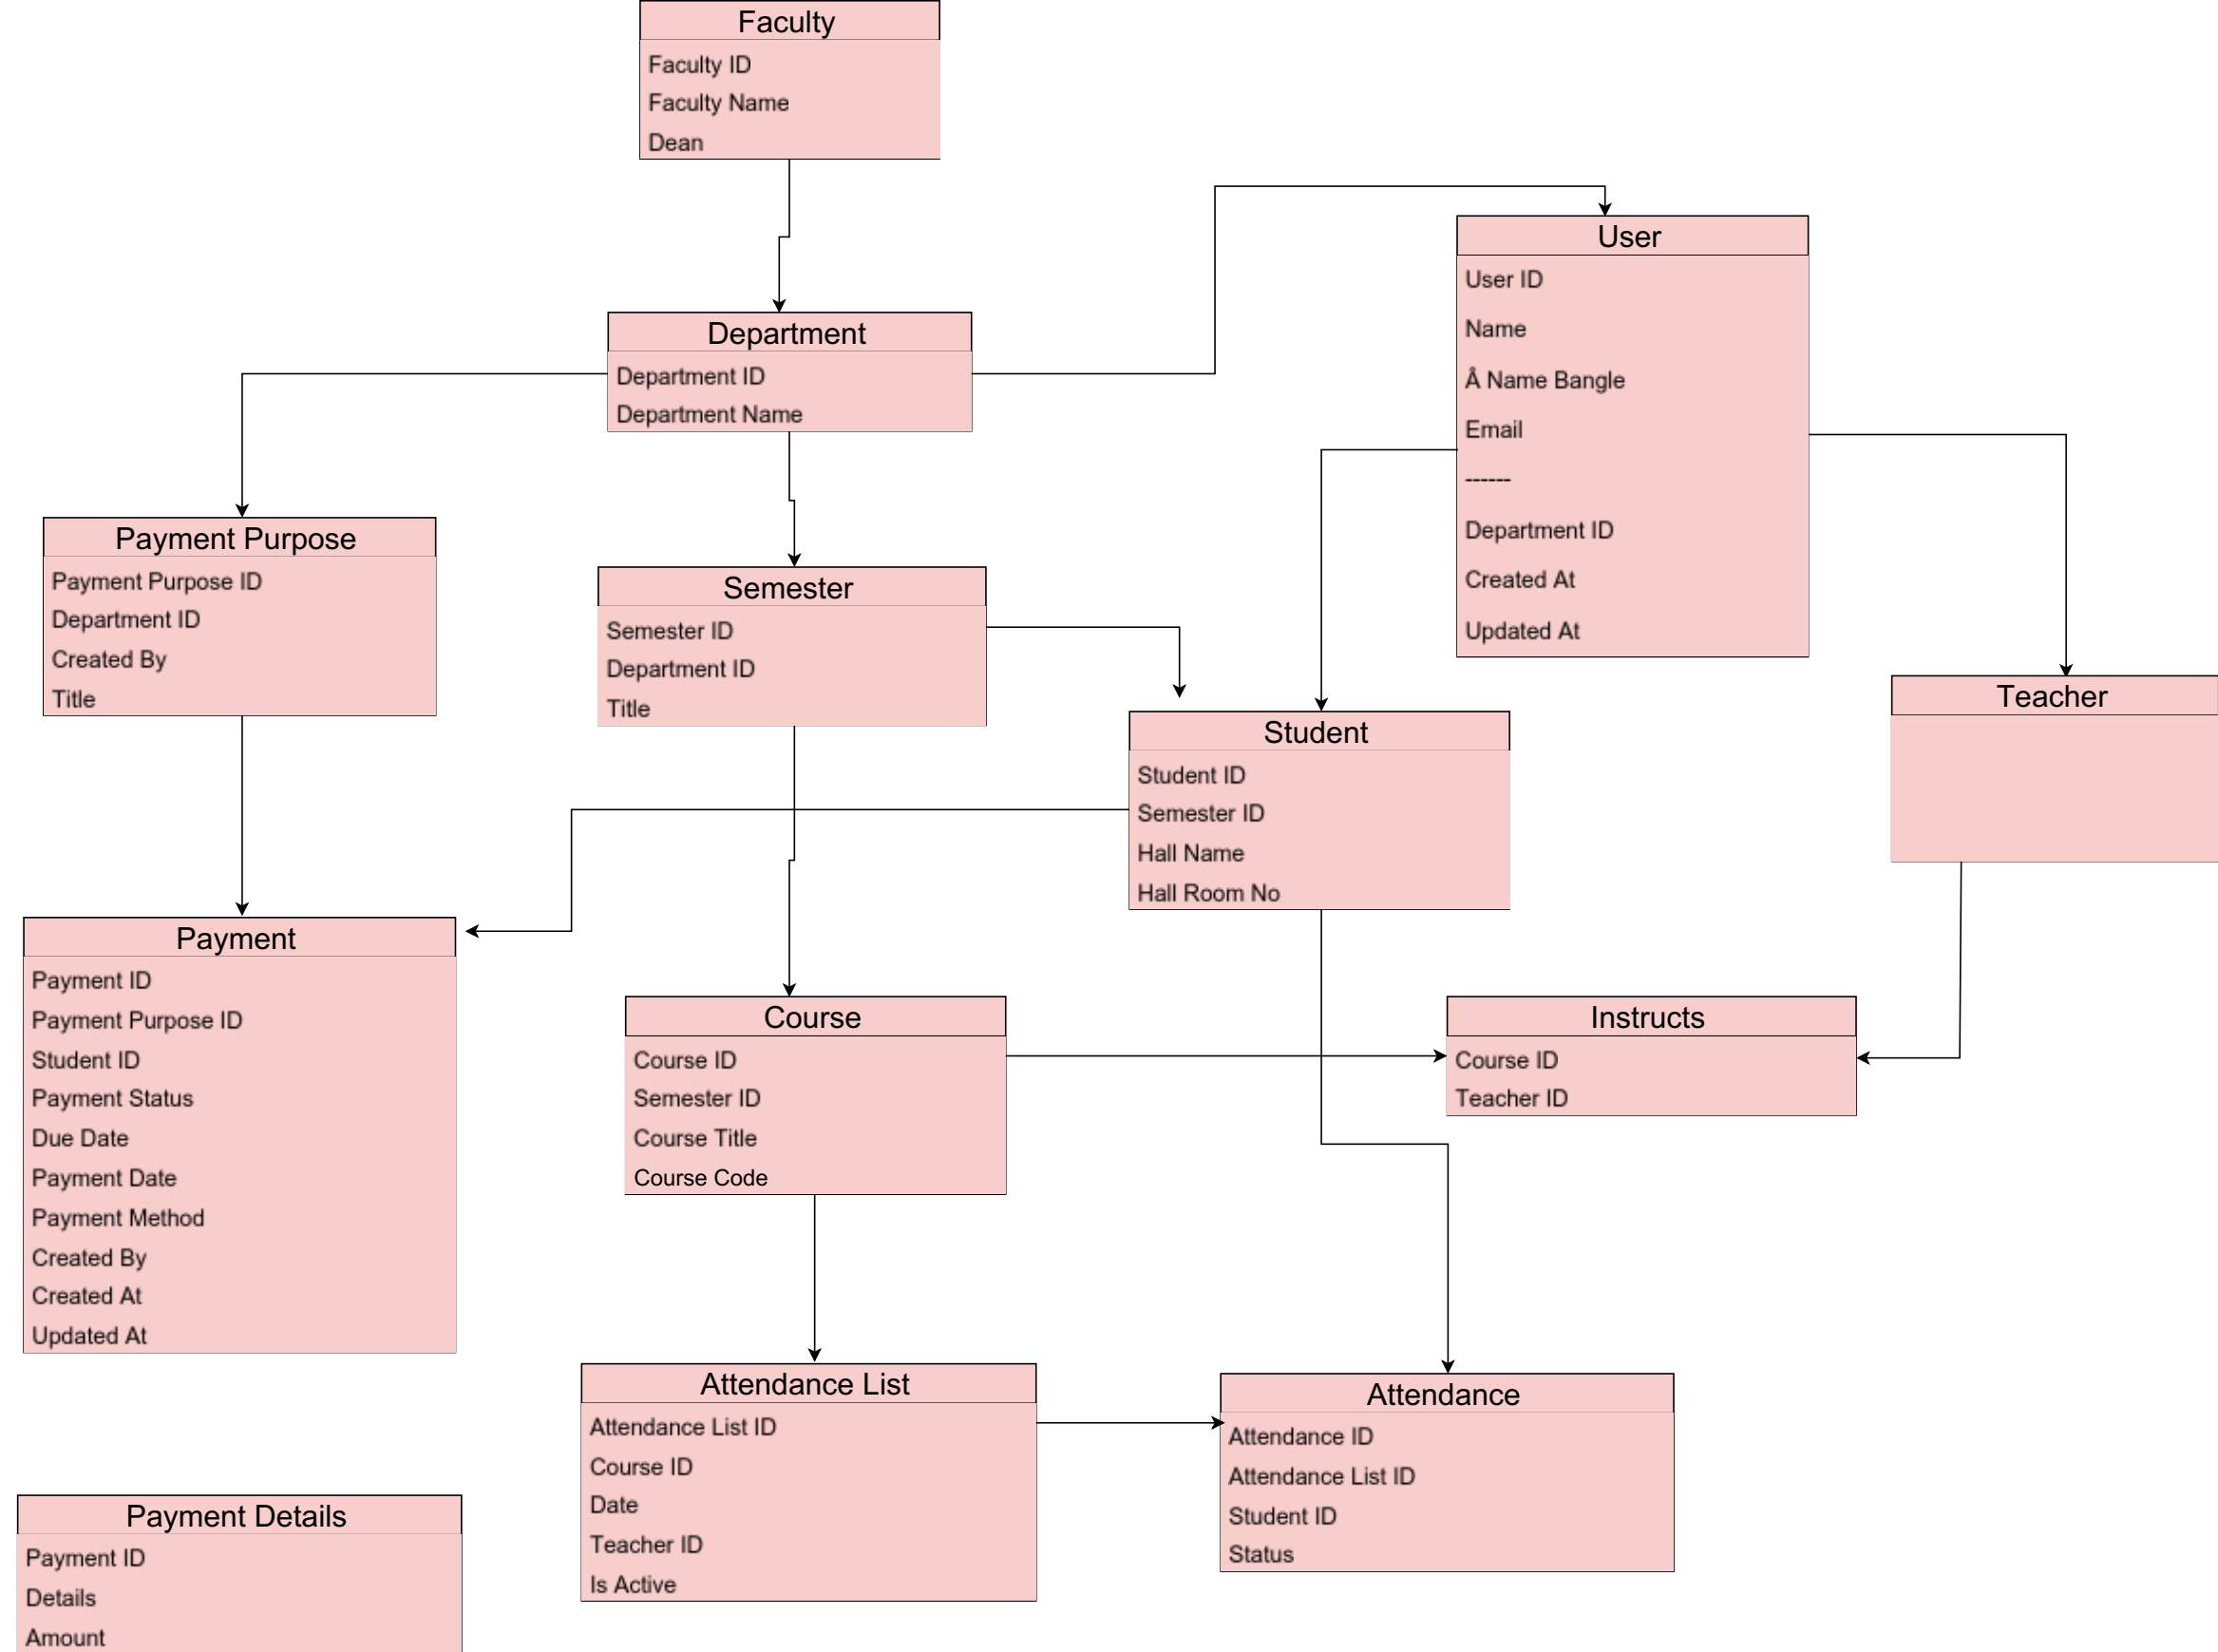 Faculty
Faculty ID
Faculty Name
Dean
User
User ID
Name
Â Name Bangle
Email
------
Department ID
Created At
Updated At
Department
Department ID
Department Name
Payment Purpose
Payment Purpose ID
Department ID
Created By
Title
Semester
Semester ID
Department ID
Title
Teacher
Student
Student ID
Semester ID
Hall Name
Hall Room No
Payment
Payment ID
Payment Purpose ID
Student ID
Payment Status
Due Date
Payment Date
Payment Method
Created By
Created At
Updated At
Course
Course ID
Semester ID
Course Title
Course Code
Instructs
Course ID
Teacher ID
Attendance List
Attendance List ID
Course ID
Date
Teacher ID
Is Active
Attendance
Attendance ID
Attendance List ID
Student ID
Status
Payment Details
Payment ID
Details
Amount